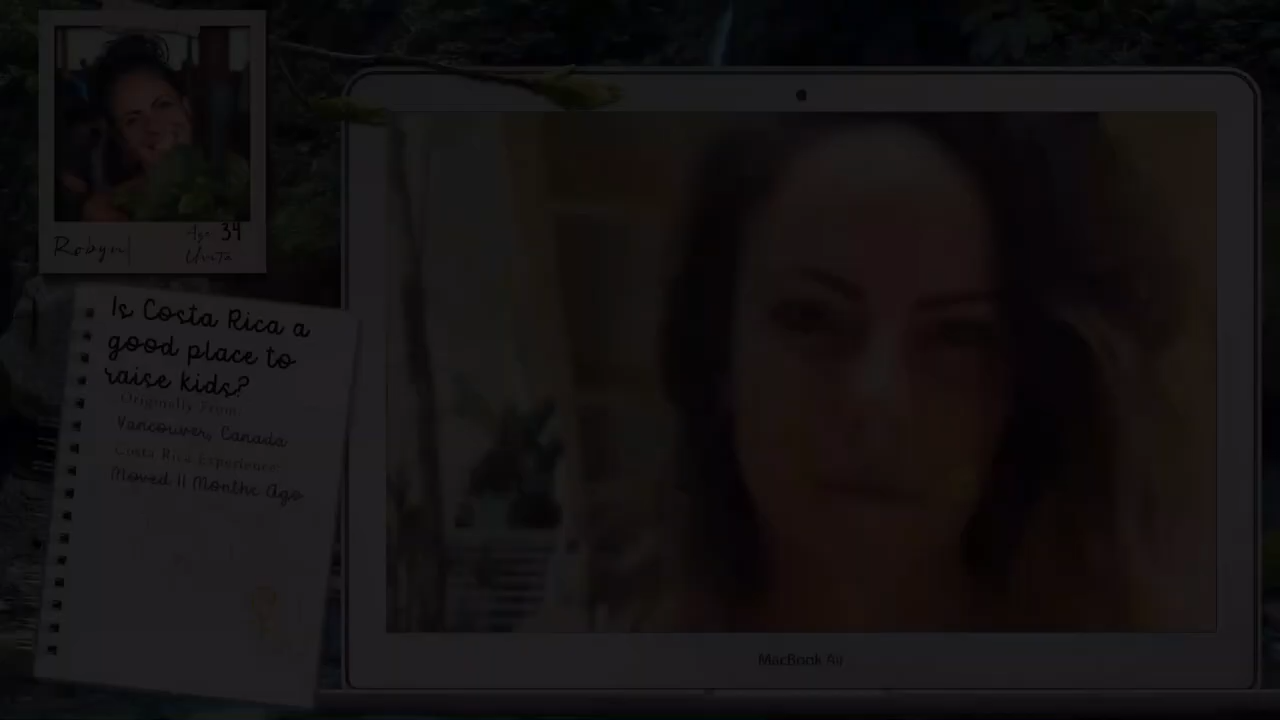 Robyn
Age: 34
Uvita
Is Costa Rica a
good place to
raise kids?
Originally From:
Vancouver, Canada
Costa Rica Experience:
Moved 11 Months Ago
MacBook Air